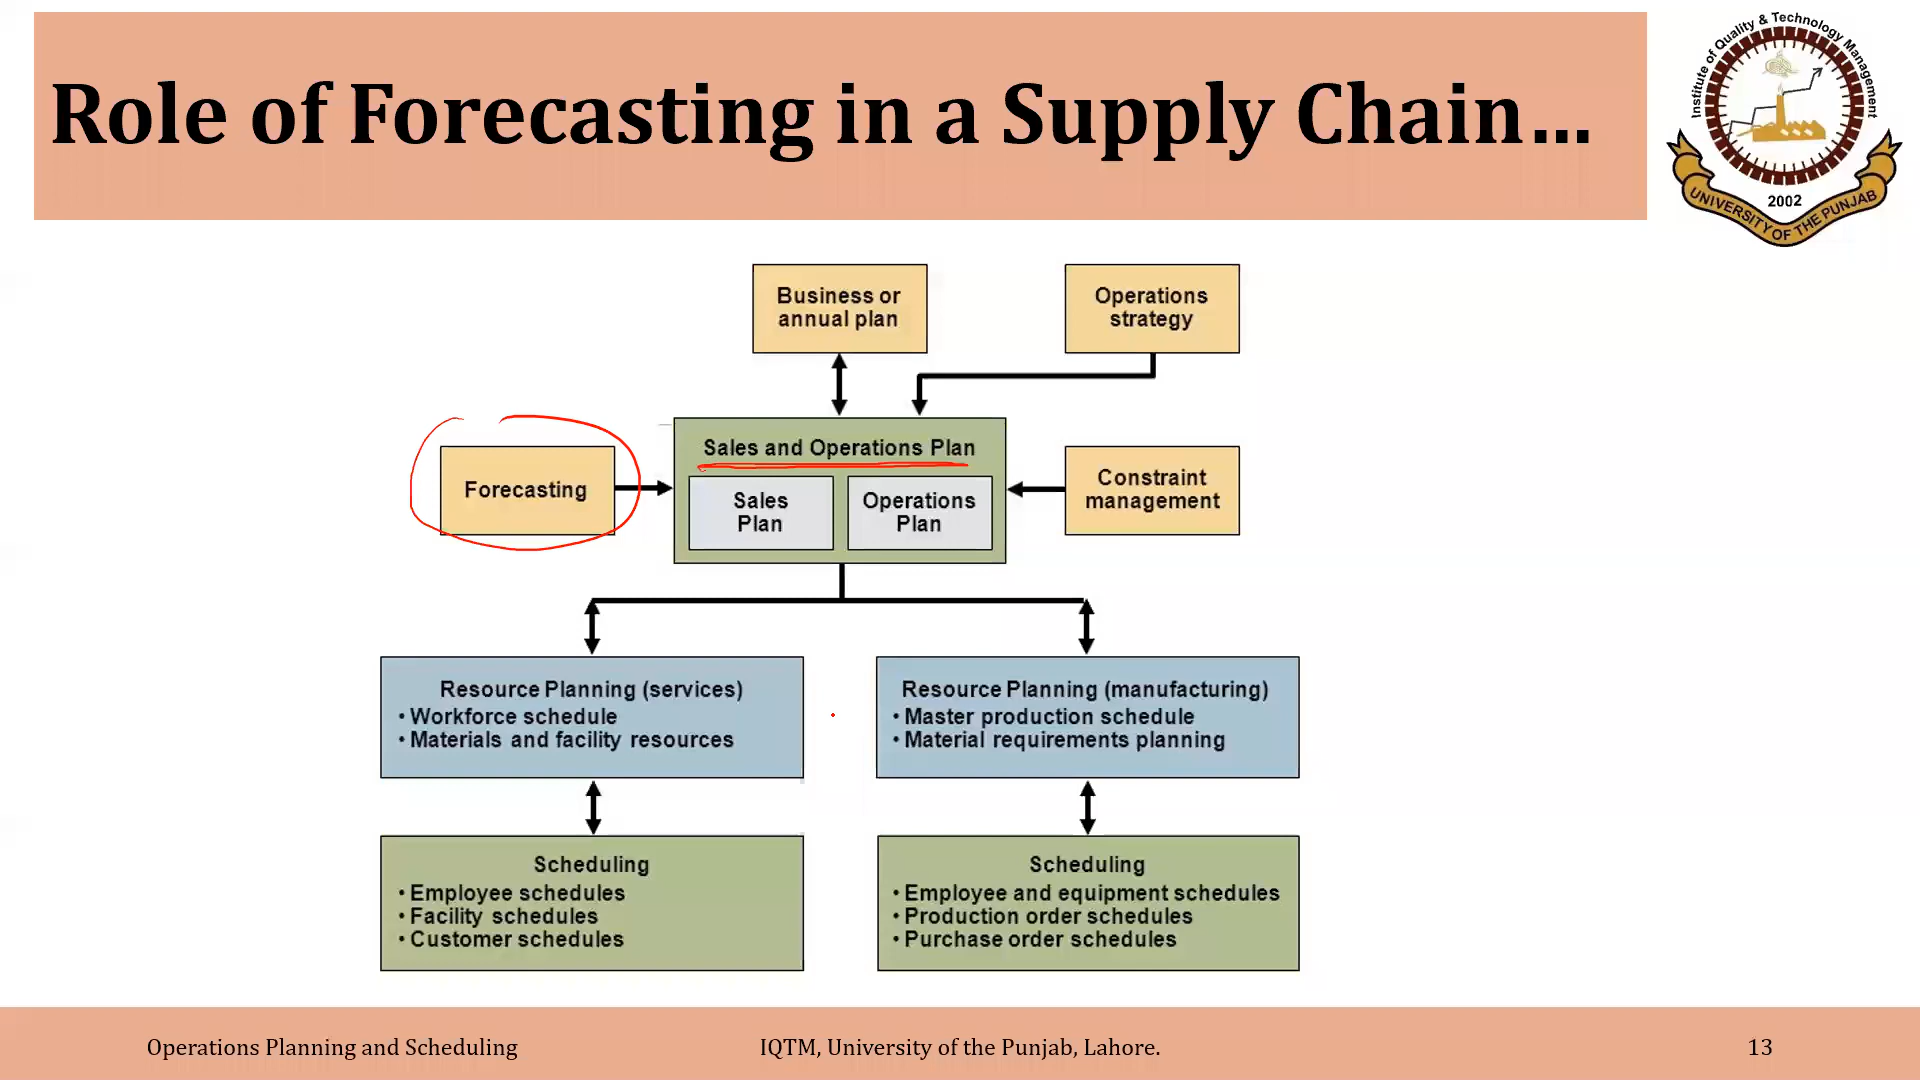 Role of Forecasting in a Supply Chain...
Institute of Quality & Technology Management
2002
UNIVERSITY OF THE PUNJAB
Business or
annual plan
Operations
strategy
Forecasting
Sales and Operations Plan
Sales
Plan
Operations
Plan
Constraint
management
Resource Planning (services)
• Workforce schedule
• Materials and facility resources
Resource Planning (manufacturing)
• Master production schedule
• Material requirements planning
Scheduling
• Employee schedules
• Facility schedules
• Customer schedules
Scheduling
• Employee and equipment schedules
• Production order schedules
• Purchase order schedules
Operations Planning and Scheduling
IQTM, University of the Punjab, Lahore.
13